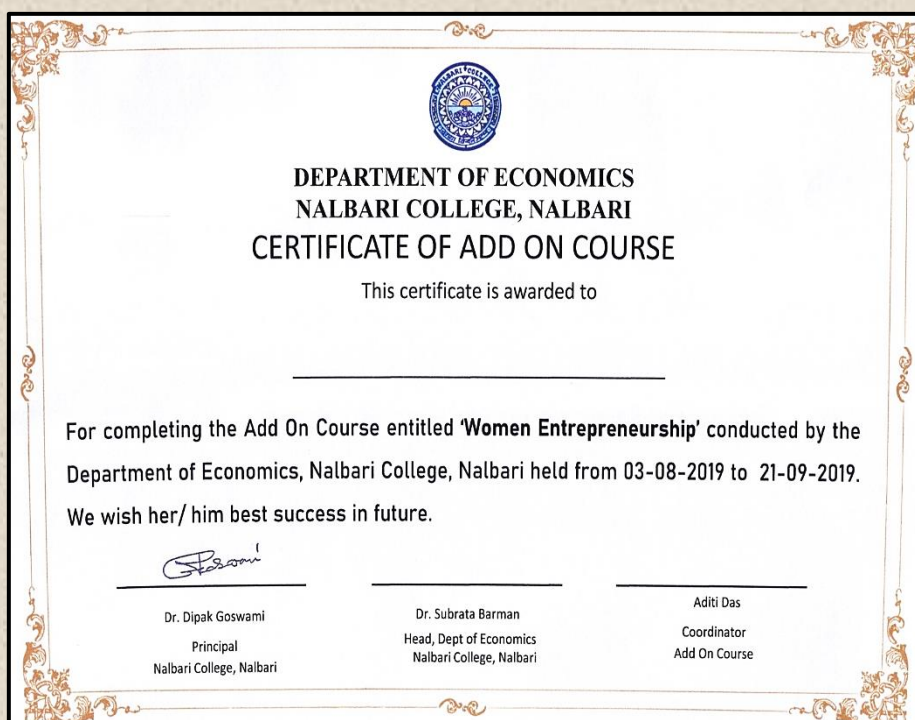 DEPARTMENT OF ECONOMICS
NALBARI COLLEGE, NALBARI
CERTIFICATE OF ADD ON COURSE
This certificate is awarded to
For completing the Add On Course entitled 'Women Entrepreneurship' conducted by the
Department of Economics, Nalbari College, Nalbari held from 03-08-2019 to 21-09-2019.
We wish her/ him best success in future.
Dr. Dipak Goswami
Principal
Nalbari College, Nalbari
Dr. Subrata Barman
Head, Dept of Economics
Nalbari College, Nalbari
Aditi Das
Coordinator
Add On Course